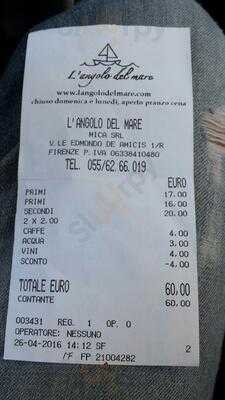 L'angolo del mare
www.langolodelmare.com
chiuso domenica e lunedì, aperto pranzo cena
L'ANGOLO DEL MARE
MICA SRL
V.LE EDMONDO DE AMICIS 1/R
FIRENZE P.IVA 06338410480
TEL. 055/62 66 019
EURO
PRIMI 17.00
PRIMI 16.00
SECONDI 20.00
2 X 2.00
CAFFE 4.00
ACQUA 3.00
VINI 4.00
SCONTO -4.00
TOTALE EURO 60,00
CONTANTE 60,00
003431 REG. 1 OP. 0
OPERATORE: NESSUNO
26-04-2016 14:12 SF
2
/F FP 21004282